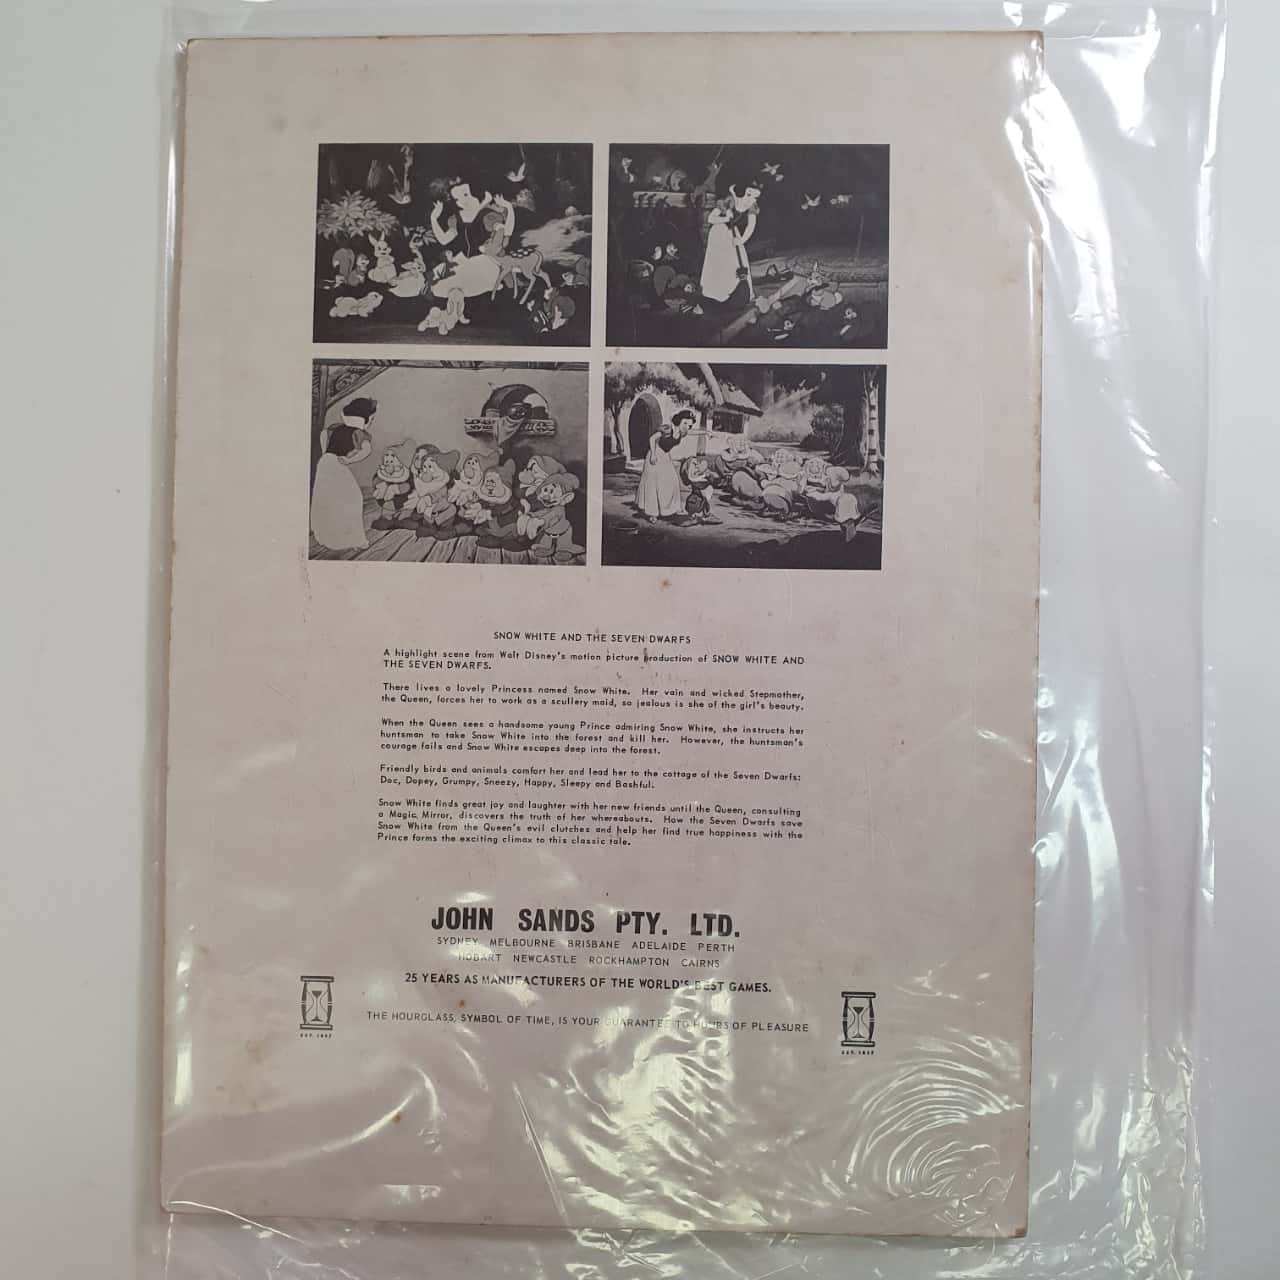 SNOW WHITE AND THE SEVEN DWARFS
A highlight scene from Walt Disney's motion picture production of SNOW WHITE AND
THE SEVEN DWARFS.
There lives a lovely Princess named Snow White. Her vain and wicked Stepmother,
the Queen, forces her to work as a scullery maid, so jealous is she of the girl's beauty.
When the Queen sees a handsome young Prince admiring Snow White, she instructs her
huntsman to take Snow White into the forest and kill her. However, the huntsman's
courage fails and Snow White escapes deep into the forest.
Friendly birds and animals comfort her and lead her to the cottage of the Seven Dwarfs:
Doc, Dopey, Grumpy, Sneezy, Happy, Sleepy and Bashful.
Snow White finds great joy and laughter with her new friends until the Queen, consulting
a Magic Mirror, discovers the truth of her whereabouts. How the Seven Dwarfs save
Snow White from the Queen's evil clutches and help her find true happiness with the
Prince forms the exciting climax to this classic tale.
JOHN SANDS PTY. LTD.
SYDNEY MELBOURNE BRISBANE ADELAIDE PERTH
HOBART NEWCASTLE ROCKHAMPTON CAIRNS
25 YEARS AS MANUFACTURERS OF THE WORLD'S BEST GAMES.
THE HOURGLASS, SYMBOL OF TIME, IS YOUR GUARANTEE TO HOURS OF PLEASURE
EST. 1837
EST. 1837